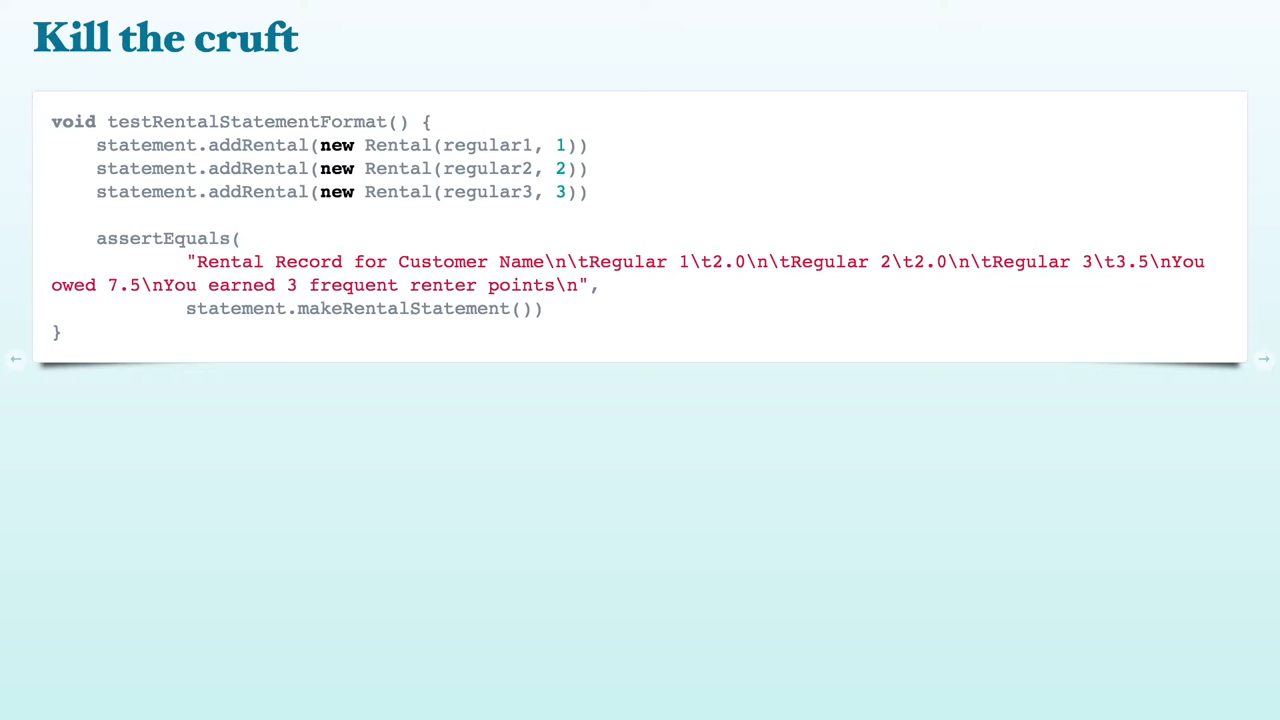 Kill the cruft
void testRentalStatementFormat() {
    statement.addRental(new Rental(regular1, 1))
    statement.addRental(new Rental(regular2, 2))
    statement.addRental(new Rental(regular3, 3))
    assertEquals(
            "Rental Record for Customer Name\n\tRegular 1\t2.0\n\tRegular 2\t2.0\n\tRegular 3\t3.5\nYou
owed 7.5\nYou earned 3 frequent renter points\n",
            statement.makeRentalStatement())
}
← →